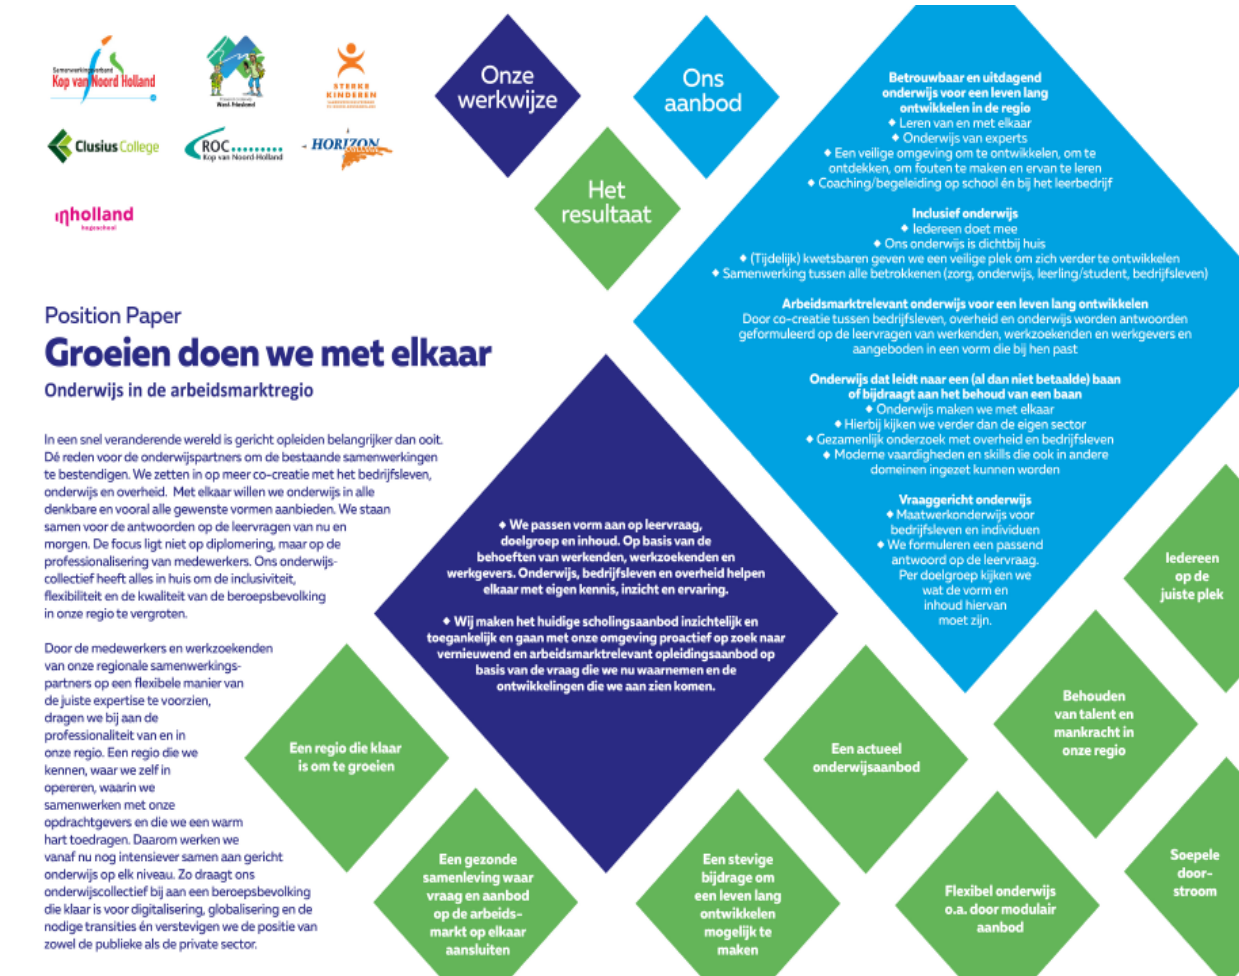 Samenwerkingsverband
Kop van Noord Holland
West-Friesland
STERKE
KINDEREN
Clusius College
ROC
Kop van Noord-Holland
HORIZON
COLLEGE
inholland
hogeschool
Onze
werkwijze
Ons
aanbod
Het
resultaat
Position Paper
Groeien doen we met elkaar
Onderwijs in de arbeidsmarktregio
In een snel veranderende wereld is gericht opleiden belangrijker dan ooit.
Dé reden voor de onderwijspartners om de bestaande samenwerkingen
te bestendigen. We zetten in op meer co-creatie met het bedrijfsleven,
onderwijs en overheid. Met elkaar willen we onderwijs in alle
denkbare en vooral alle gewenste vormen aanbieden. We staan
samen voor de antwoorden op de leervragen van nu en
morgen. De focus ligt niet op diplomering, maar op de
professionalisering van medewerkers. Ons onderwijs-
collectief heeft alles in huis om de inclusiviteit,
flexibiliteit en de kwaliteit van de beroepsbevolking
in onze regio te vergroten.
Door de medewerkers en werkzoekenden
van onze regionale samenwerkings-
partners op een flexibele manier van
de juiste expertise te voorzien,
dragen we bij aan de
professionaliteit van en in
onze regio. Een regio die we
kennen, waar we zelf in
opereren, waarin we
samenwerken met onze
opdrachtgevers en die we een warm
hart toedragen. Daarom werken we
vanaf nu nog intensiever samen aan gericht
onderwijs op elk niveau. Zo draagt ons
onderwijscollectief bij aan een beroepsbevolking
die klaar is voor digitalisering, globalisering en de
nodige transities én verstevigen we de positie van
zowel de publieke als de private sector.
Betrouwbaar en uitdagend
onderwijs voor een leven lang
ontwikkelen in de regio
◆ Leren van en met elkaar
◆ Onderwijs van experts
◆ Een veilige omgeving om te ontwikkelen, om te
ontdekken, om fouten te maken en ervan te leren
◆ Coaching/begeleiding op school én bij het leerbedrijf
Inclusief onderwijs
◆ Iedereen doet mee
◆ Ons onderwijs is dichtbij huis
◆ (Tijdelijk) kwetsbaren geven we een veilige plek om zich verder te ontwikkelen
◆ Samenwerking tussen alle betrokkenen (zorg, onderwijs, leerling/student, bedrijfsleven)
Arbeidsmarktrelevant onderwijs voor een leven lang ontwikkelen
Door co-creatie tussen bedrijfsleven, overheid en onderwijs worden antwoorden
geformuleerd op de leervragen van werkenden, werkzoekenden en werkgevers en
aangeboden in een vorm die bij hen past
Onderwijs dat leidt naar een (al dan niet betaalde) baan
of bijdraagt aan het behoud van een baan
◆ Onderwijs maken we met elkaar
◆ Hierbij kijken we verder dan de eigen sector
◆ Gezamenlijk onderzoek met overheid en bedrijfsleven
◆ Moderne vaardigheden en skills die ook in andere
domeinen ingezet kunnen worden
Vraaggericht onderwijs
◆ Maatwerkonderwijs voor
bedrijfsleven en individuen
◆ We formuleren een passend
antwoord op de leervraag.
Per doelgroep kijken we
wat de vorm en
inhoud hiervan
moet zijn.
◆ We passen vorm aan op leervraag,
doelgroep en inhoud. Op basis van de
behoeften van werkenden, werkzoekenden en
werkgevers. Onderwijs, bedrijfsleven en overheid helpen
elkaar met eigen kennis, inzicht en ervaring.
◆ Wij maken het huidige scholingsaanbod inzichtelijk en
toegankelijk en gaan met onze omgeving proactief op zoek naar
vernieuwend en arbeidsmarktrelevant opleidingsaanbod op
basis van de vraag die we nu waarnemen en de
ontwikkelingen die we aan zien komen.
Een regio die klaar
is om te groeien
Een gezonde
samenleving waar
vraag en aanbod
op de arbeids-
markt op elkaar
aansluiten
Een stevige
bijdrage om
een leven lang
ontwikkelen
mogelijk te
maken
Een actueel
onderwijsaanbod
Flexibel onderwijs
o.a. door modulair
aanbod
Behouden
van talent en
mankracht in
onze regio
Iedereen
op de
juiste plek
Soepele
door-
stroom